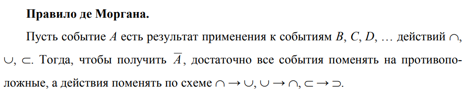 Правило де Моргана.
Пусть событие A есть результат применения к событиям B, C, D, … действий ∩,
∪, ⊂. Тогда, чтобы получить A̅, достаточно все события поменять на противопо-
ложные, а действия поменять по схеме ∩ → ∪, ∪ → ∩, ⊂ → ⊃.